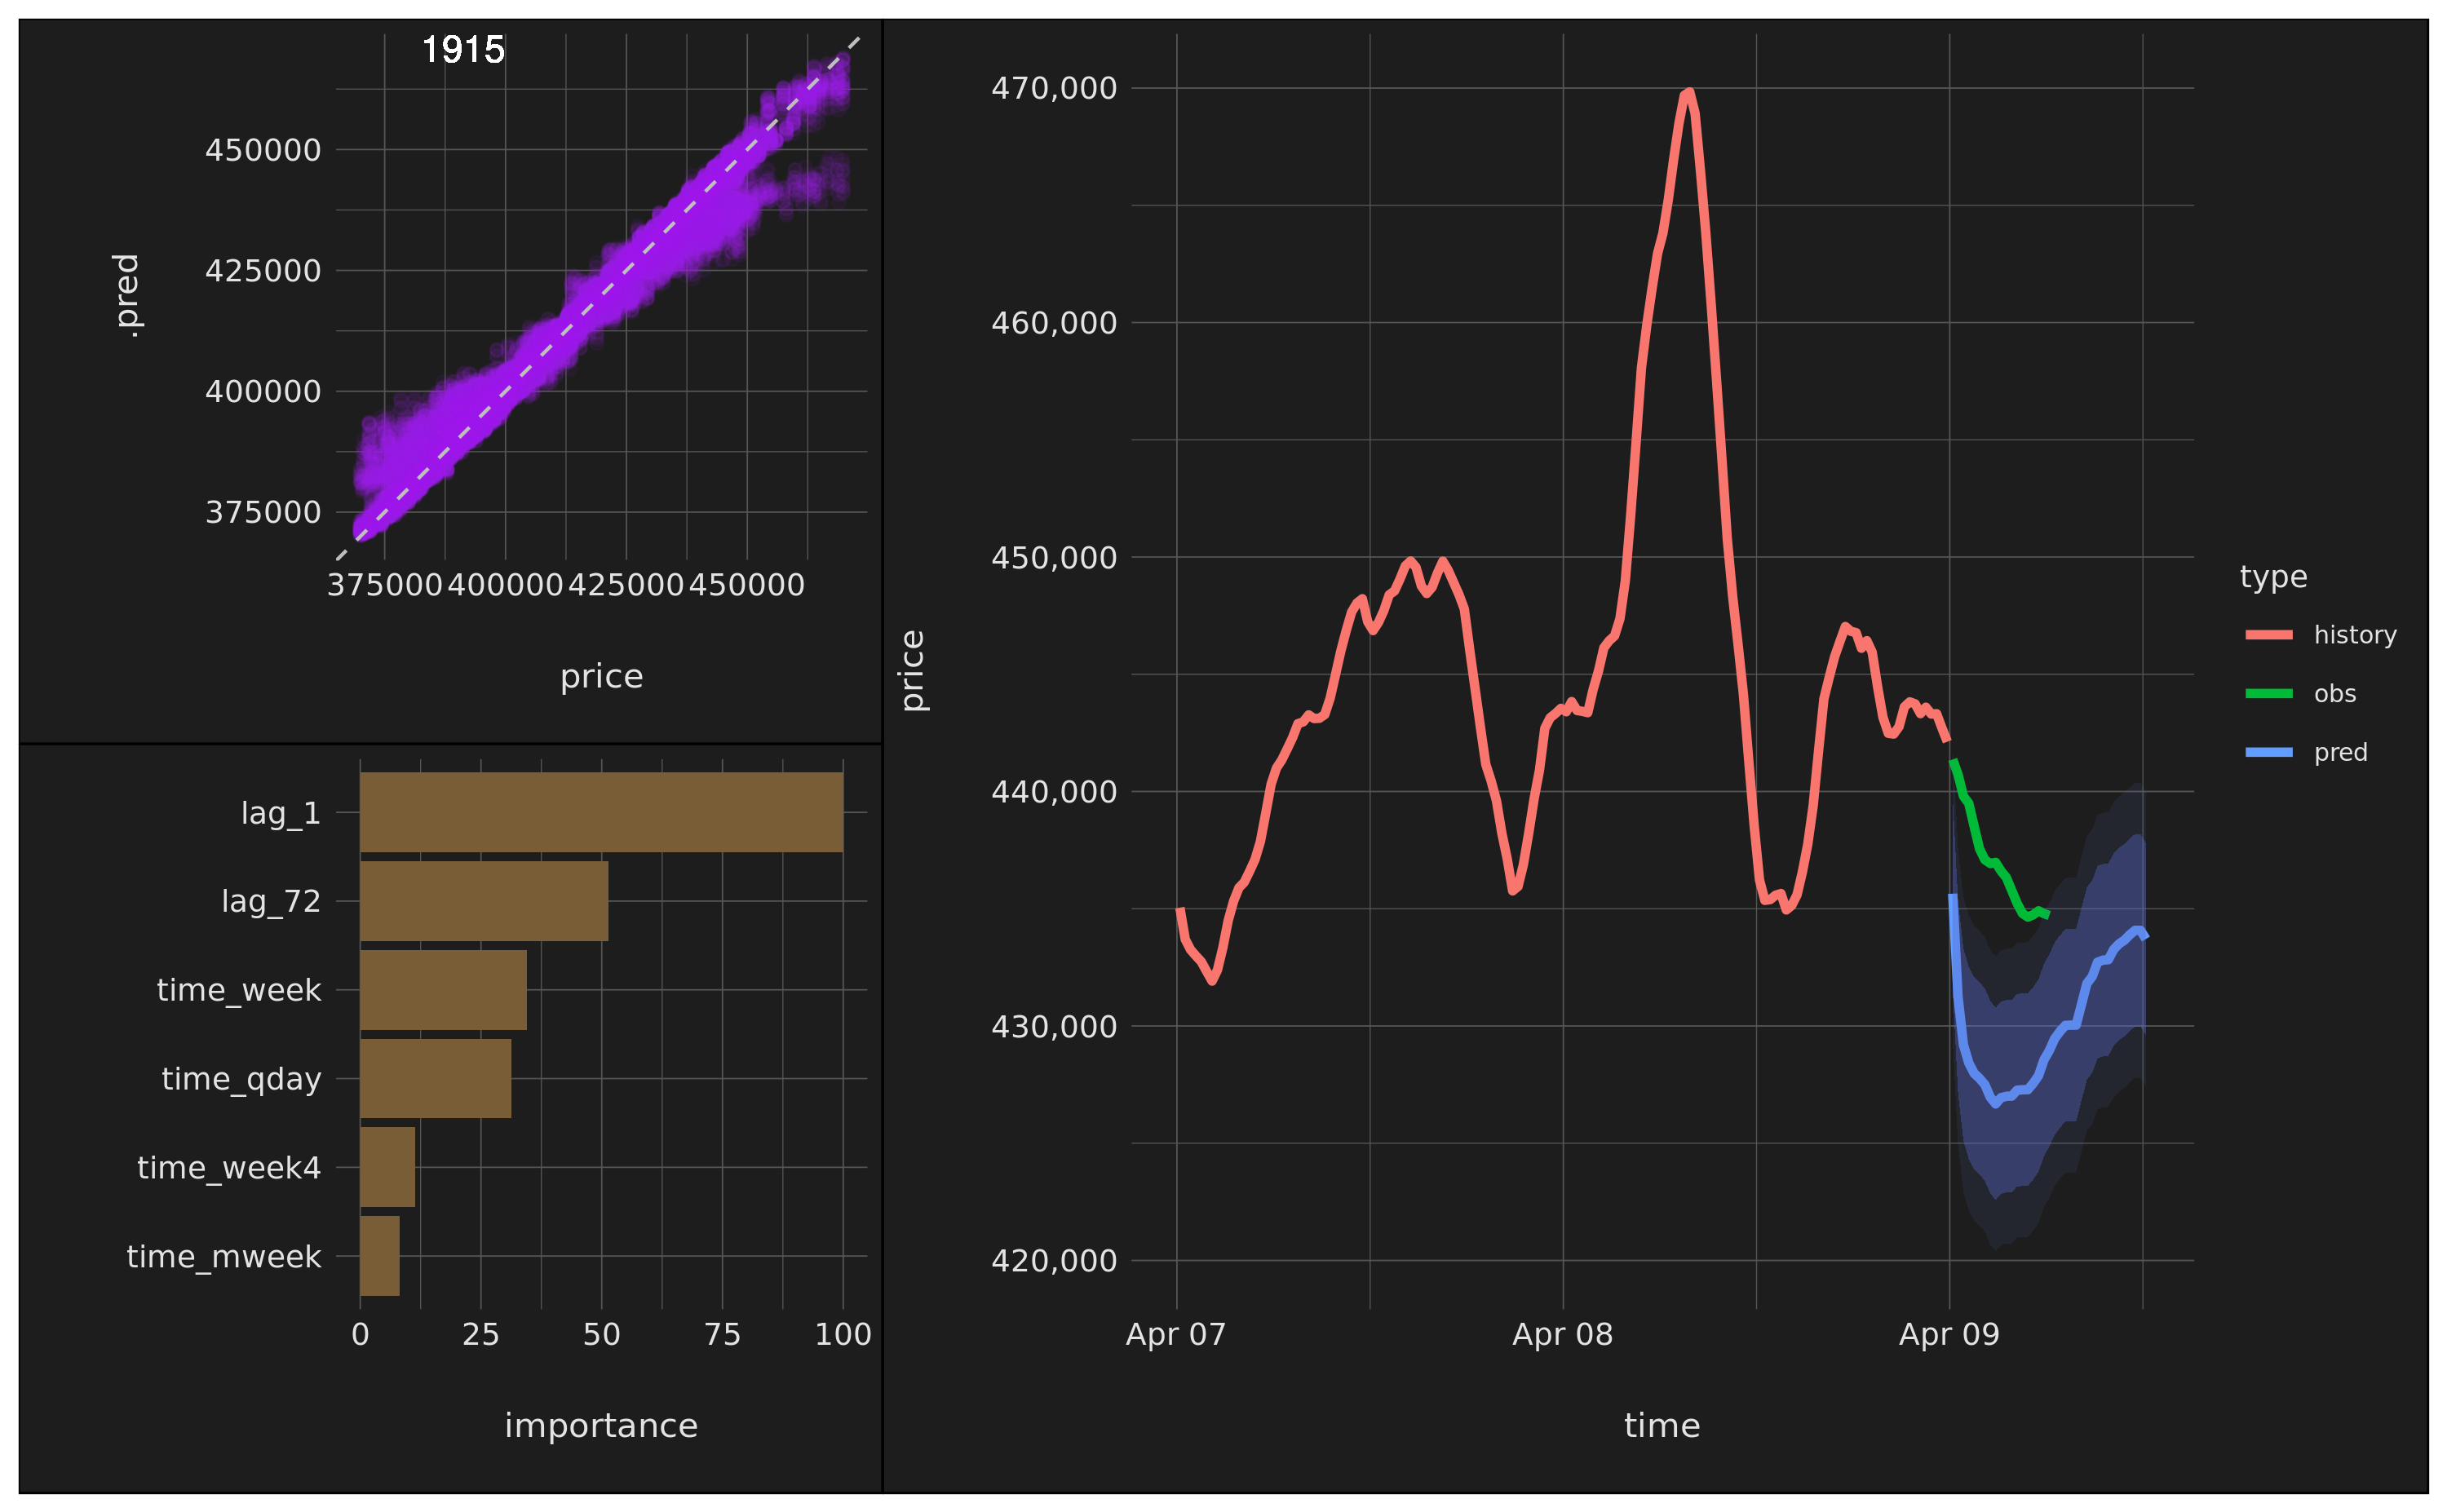 1915
450000
425000
400000
375000
.pred
375000 400000 425000 450000
price
lag_1
lag_72
time_week
time_qday
time_week4
time_mweek
0 25 50 75 100
importance
470,000
460,000
450,000
440,000
430,000
420,000
price
Apr 07 Apr 08 Apr 09
time
type
history
obs
pred